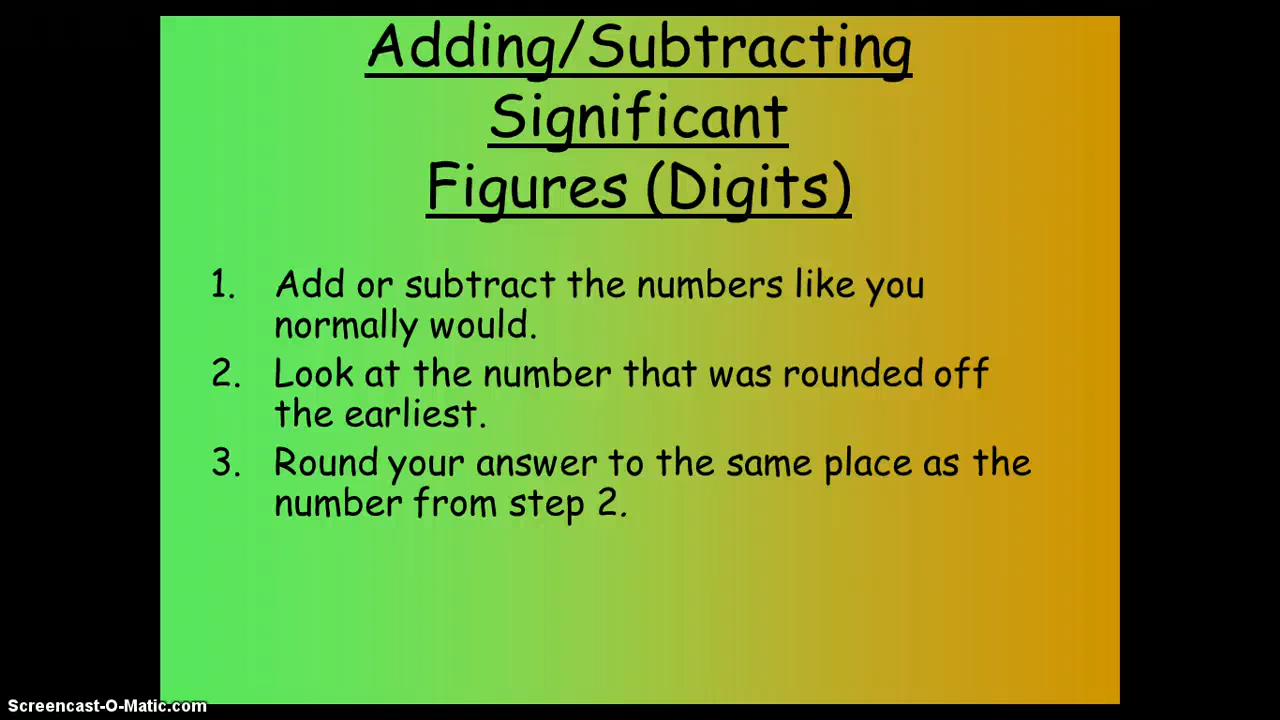 Adding/Subtracting
Significant
Figures (Digits)
1. Add or subtract the numbers like you
normally would.
2. Look at the number that was rounded off
the earliest.
3. Round your answer to the same place as the
number from step 2.
Screencast-O-Matic.com